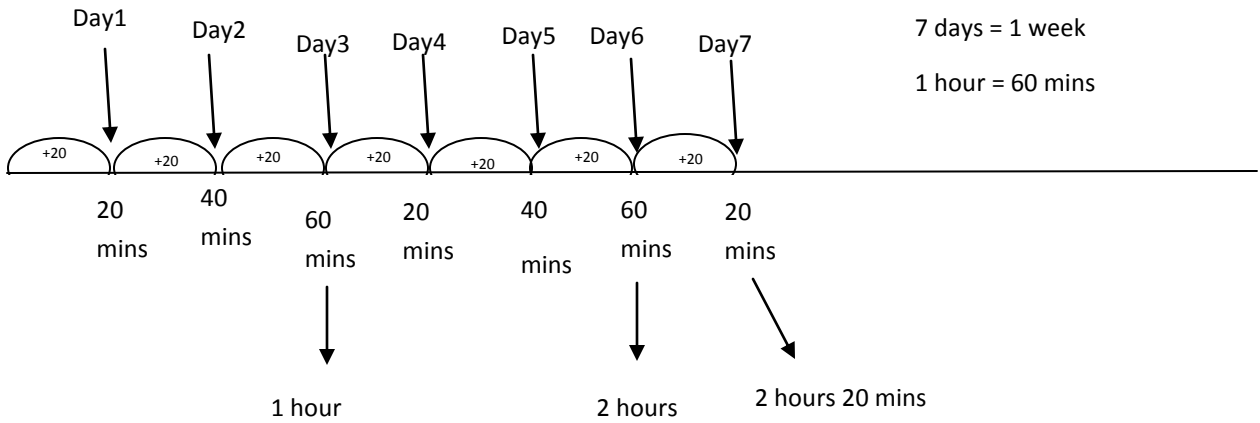 Day1
Day2
Day3
Day4
Day5
Day6
Day7
7 days = 1 week
1 hour = 60 mins
+20
+20
+20
+20
+20
+20
+20
20
mins
40
mins
60
mins
20
mins
40
mins
60
mins
20
mins
1 hour
2 hours
2 hours 20 mins